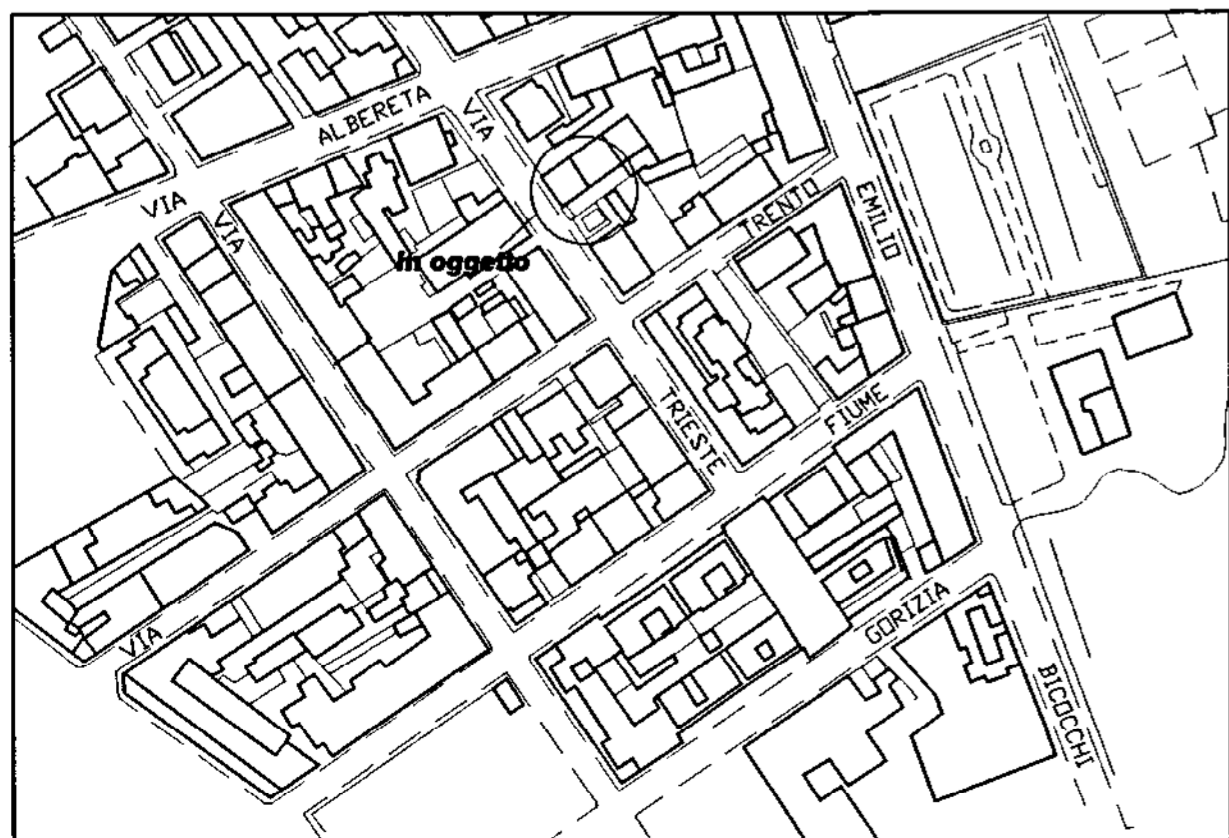 ALBERETA
VIA
VIA
VIA
TRENTO
EMILIO
In oggetto
TRIESTE
FIUME
VIA
GORIZIA
BICOCCHI